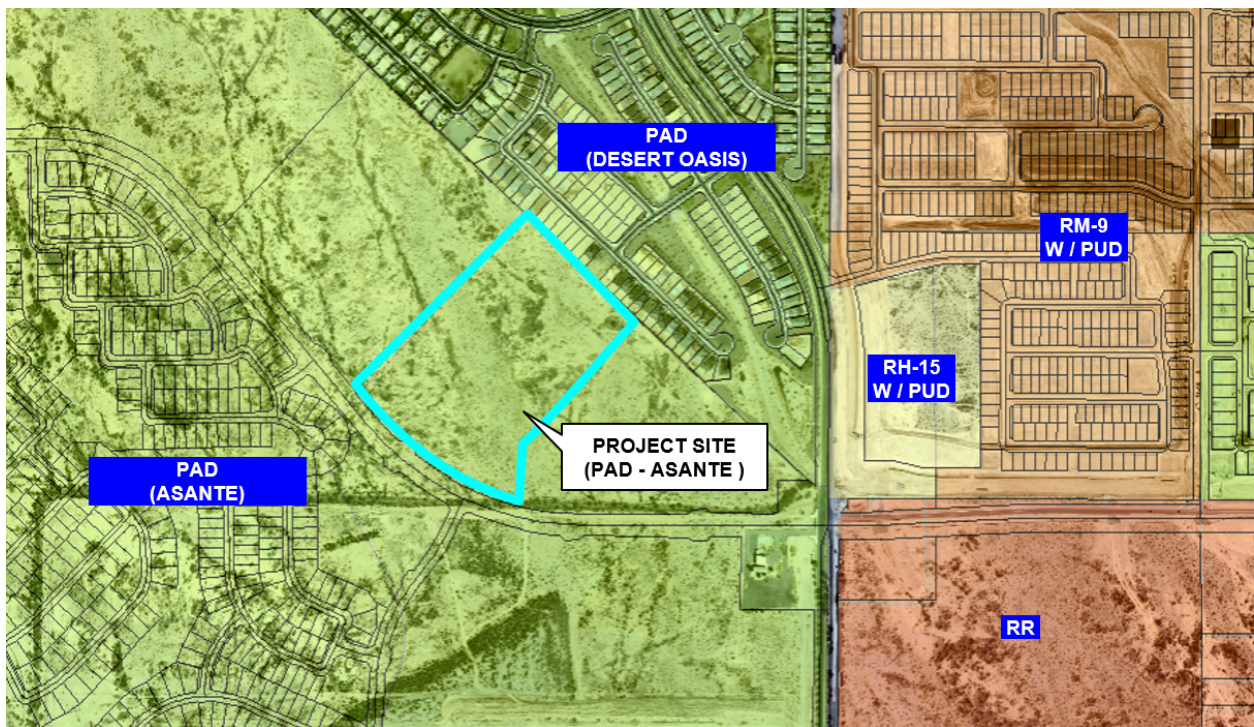 PAD
(DESERT OASIS)
RM-9
W / PUD
RH-15
W / PUD
PROJECT SITE
(PAD - ASANTE )
PAD
(ASANTE)
RR